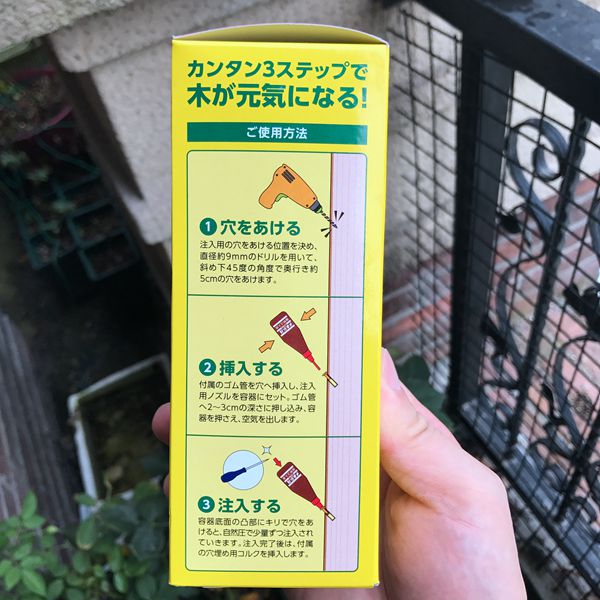 カンタン3ステップで
木が元気になる!
ご使用方法
1 穴をあける
注入用の穴をあける位置を決め、
直径約9mmのドリルを用いて、
斜め下45度の角度で奥行き約
5cmの穴をあけます。
2 挿入する
付属のゴム管を穴へ挿入し、注入
用ノズルを容器にセット。ゴム管
へ2〜3cmの深さに押し込み、容
器を押さえ、空気を出します。
3 注入する
容器底面の凸部にキリで穴をあ
けると、自然圧で少量ずつ注入され
ていきます。注入完了後は、付属
の穴埋め用コルクを挿入します。